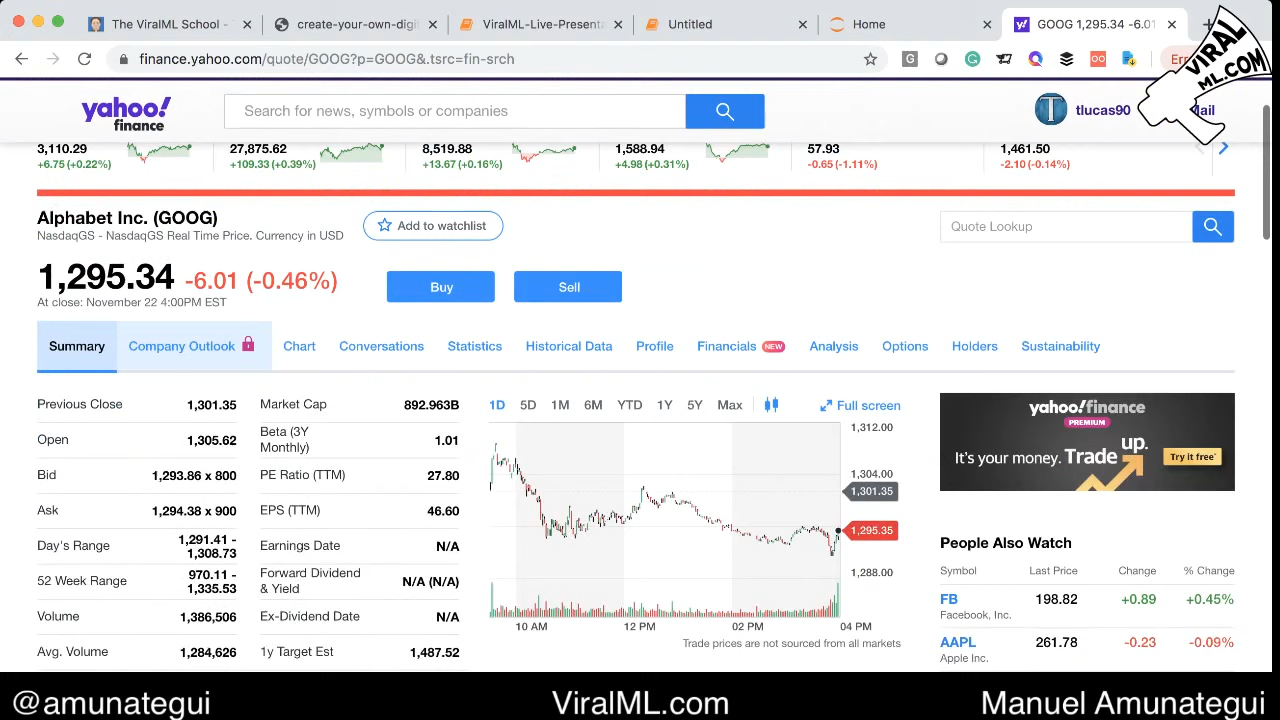 The ViralML School -
create-your-own-digi
ViralML-Live-Presenta
Untitled
Home
GOOG 1,295.34 -6.01
finance.yahoo.com/quote/GOOG?p=GOOG&.tsrc=fin-srch
Err
VIRAL
ML.COM
yahoo!
finance
Search for news, symbols or companies
tlucas90
Mail
3,110.29 27,875.62 8,519.88 1,588.94 57.93 1,461.50
+6.75 (+0.22%) +109.33 (+0.39%) +13.67 (+0.16%) +4.98 (+0.31%) -0.65 (-1.11%) -2.10 (-0.14%)
Alphabet Inc. (GOOG)
NasdaqGS - NasdaqGS Real Time Price. Currency in USD
Add to watchlist
Quote Lookup
1,295.34 -6.01 (-0.46%)
At close: November 22 4:00PM EST
Buy
Sell
Summary Company Outlook Chart Conversations Statistics Historical Data Profile Financials NEW Analysis Options Holders Sustainability
Previous Close 1,301.35
Open 1,305.62
Bid 1,293.86 x 800
Ask 1,294.38 x 900
Day's Range 1,291.41 -
1,308.73
52 Week Range 970.11 -
1,335.53
Volume 1,386,506
Avg. Volume 1,284,626
Market Cap 892.963B
Beta (3Y
Monthly) 1.01
PE Ratio (TTM) 27.80
EPS (TTM) 46.60
Earnings Date N/A
Forward Dividend
& Yield N/A (N/A)
Ex-Dividend Date N/A
1y Target Est 1,487.52
1D 5D 1M 6M YTD 1Y 5Y Max Full screen
1,312.00
1,304.00
1,301.35
1,295.35
1,288.00
10 AM 12 PM 02 PM 04 PM
Trade prices are not sourced from all markets
yahoo!finance
PREMIUM
It's your money. Trade up.
Try it free*
People Also Watch
Symbol Last Price Change % Change
FB 198.82 +0.89 +0.45%
Facebook, Inc.
AAPL 261.78 -0.23 -0.09%
Apple Inc.
@amunategui ViralML.com Manuel Amunategui